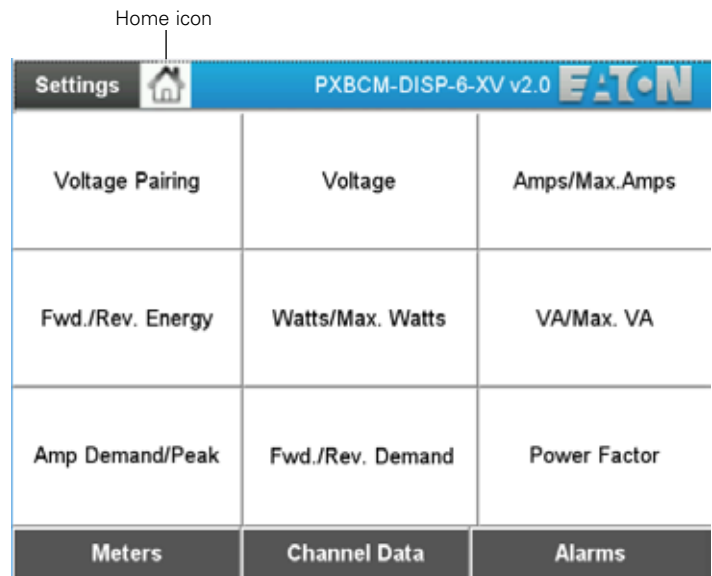 Home icon
Settings PXBCM-DISP-6-XV v2.0 EATON
Voltage Pairing Voltage Amps/Max.Amps
Fwd./Rev. Energy Watts/Max. Watts VA/Max. VA
Amp Demand/Peak Fwd./Rev. Demand Power Factor
Meters Channel Data Alarms